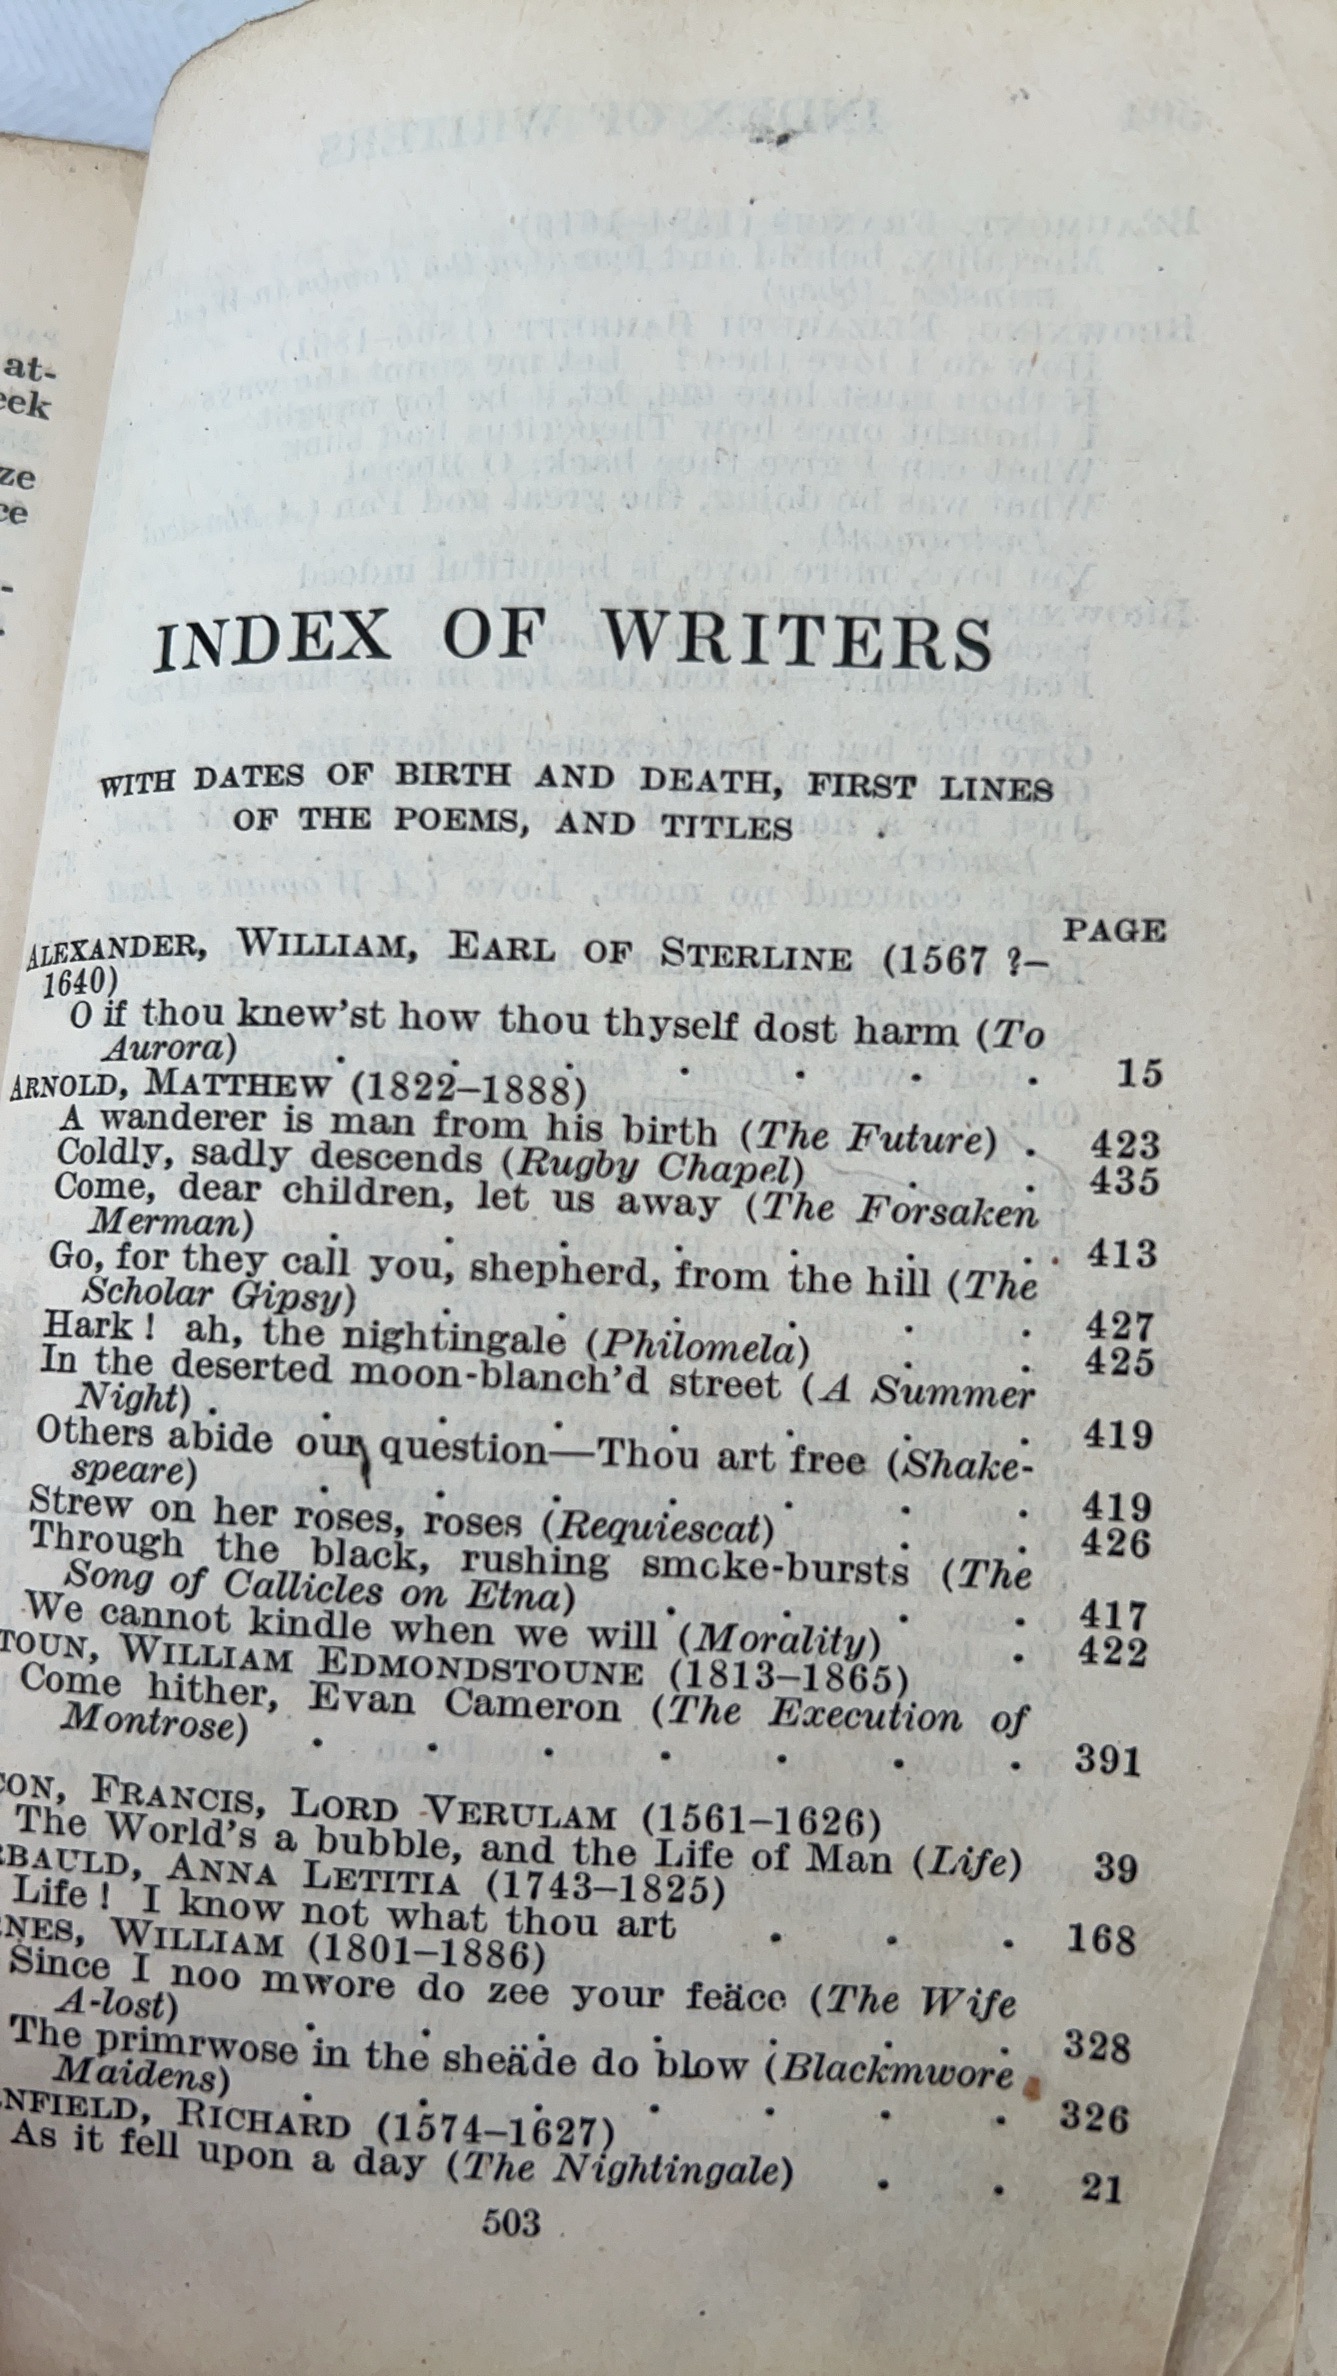 at-
eek
ze
ce
INDEX OF WRITERS
WITH DATES OF BIRTH AND DEATH, FIRST LINES
OF THE POEMS, AND TITLES
PAGE
ALEXANDER, WILLIAM, EARL OF STERLINE (1567 ?–
1640)
O if thou knew'st how thou thyself dost harm (To
Aurora) . . . . . . . 15
ARNOLD, MATTHEW (1822–1888)
A wanderer is man from his birth (The Future) . 423
Coldly, sadly descends (Rugby Chapel) . . 435
Come, dear children, let us away (The Forsaken
Merman) . . . . . . . 413
Go, for they call you, shepherd, from the hill (The
Scholar Gipsy) . . . . . . 427
Hark ! ah, the nightingale (Philomela) . . 425
In the deserted moon-blanch'd street (A Summer
Night) . . . . . . . . 419
Others abide our question—Thou art free (Shake-
speare) . . . . . . . 419
Strew on her roses, roses (Requiescat) . . 426
Through the black, rushing smoke-bursts (The
Song of Callicles on Etna) . . . . 417
We cannot kindle when we will (Morality) . 422
TOUN, WILLIAM EDMONDSTOUNE (1813–1865)
Come hither, Evan Cameron (The Execution of
Montrose) . . . . . . . 391
CON, FRANCIS, LORD VERULAM (1561–1626)
The World's a bubble, and the Life of Man (Life) 39
RBAULD, ANNA LETITIA (1743–1825)
Life ! I know not what thou art . . . 168
NES, WILLIAM (1801–1886)
Since I noo mwore do zee your feäce (The Wife
A-lost) . . . . . . . 328
The primrwose in the sheäde do blow (Blackmwore
Maidens) . . . . . . . 326
NFIELD, RICHARD (1574–1627)
As it fell upon a day (The Nightingale) . . 21
503